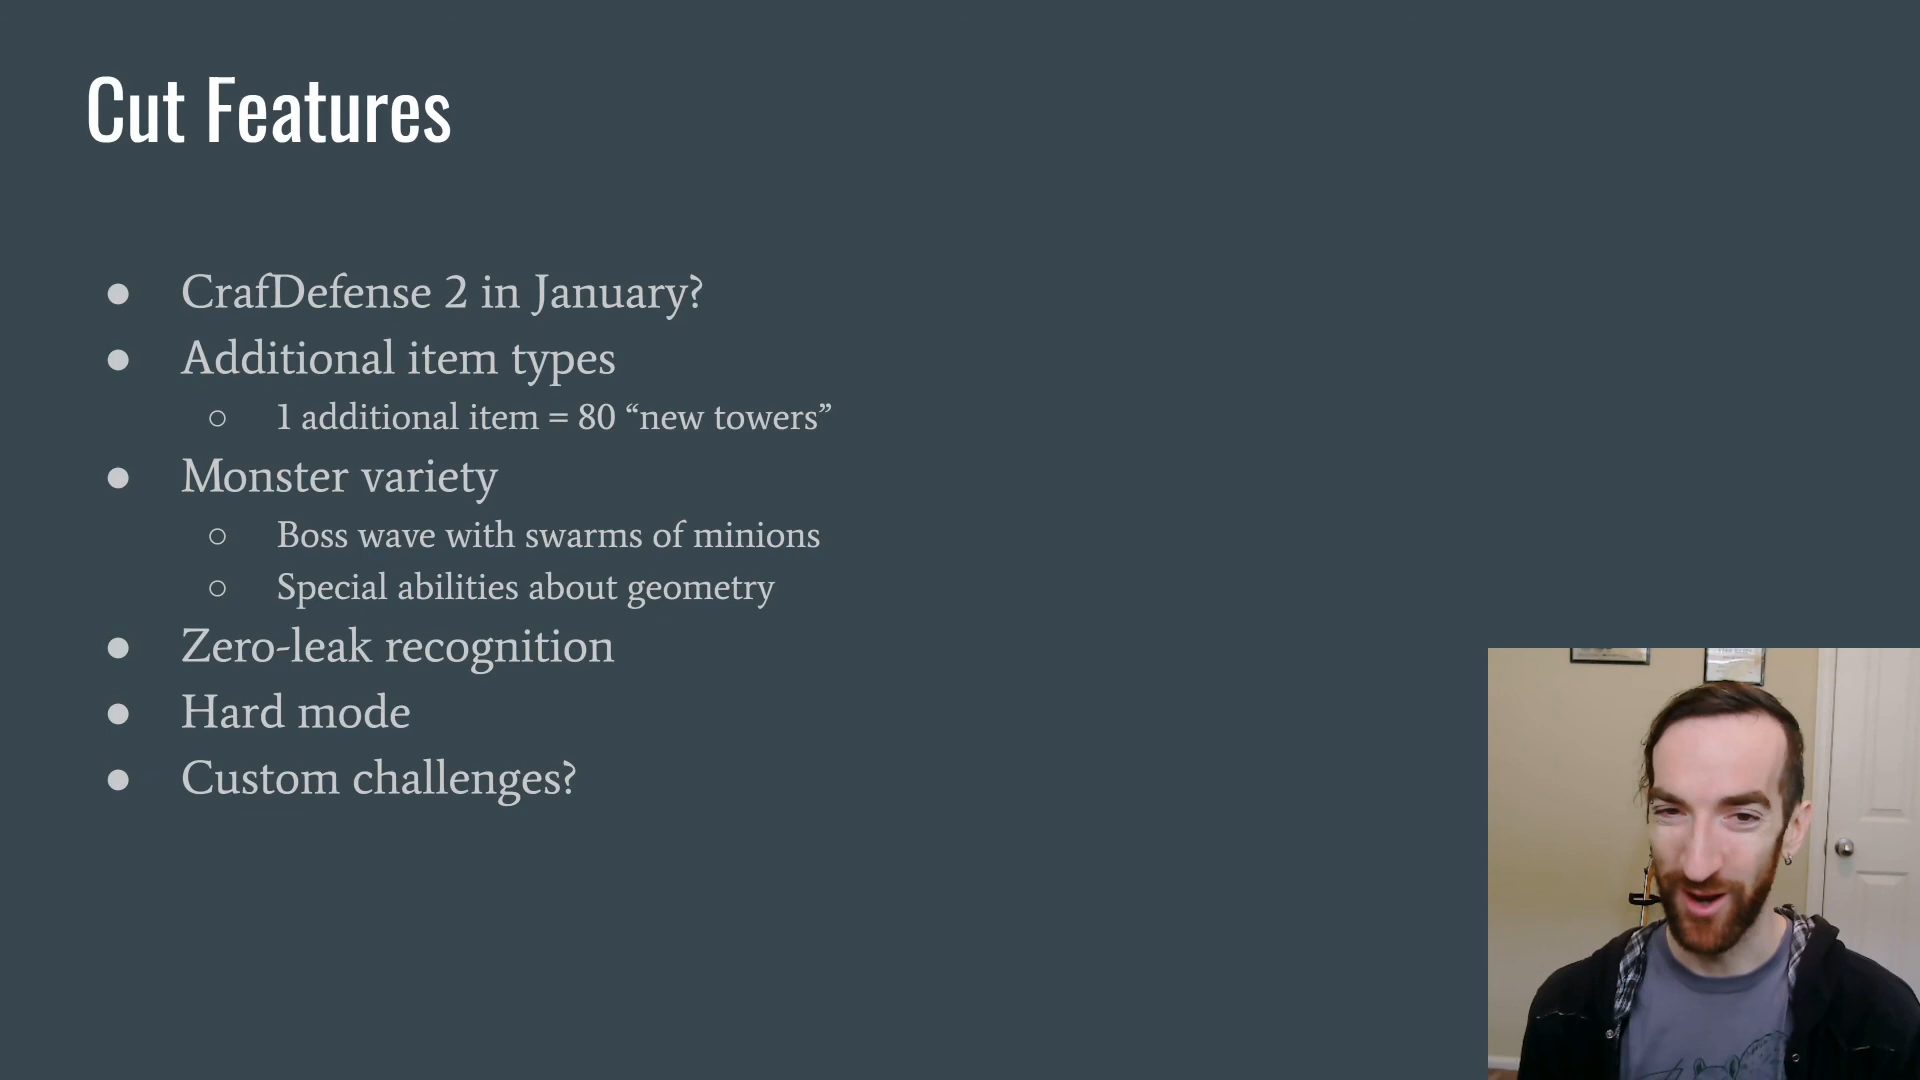 Cut Features
● CrafDefense 2 in January?
● Additional item types
○ 1 additional item = 80 “new towers”
● Monster variety
○ Boss wave with swarms of minions
○ Special abilities about geometry
● Zero-leak recognition
● Hard mode
● Custom challenges?